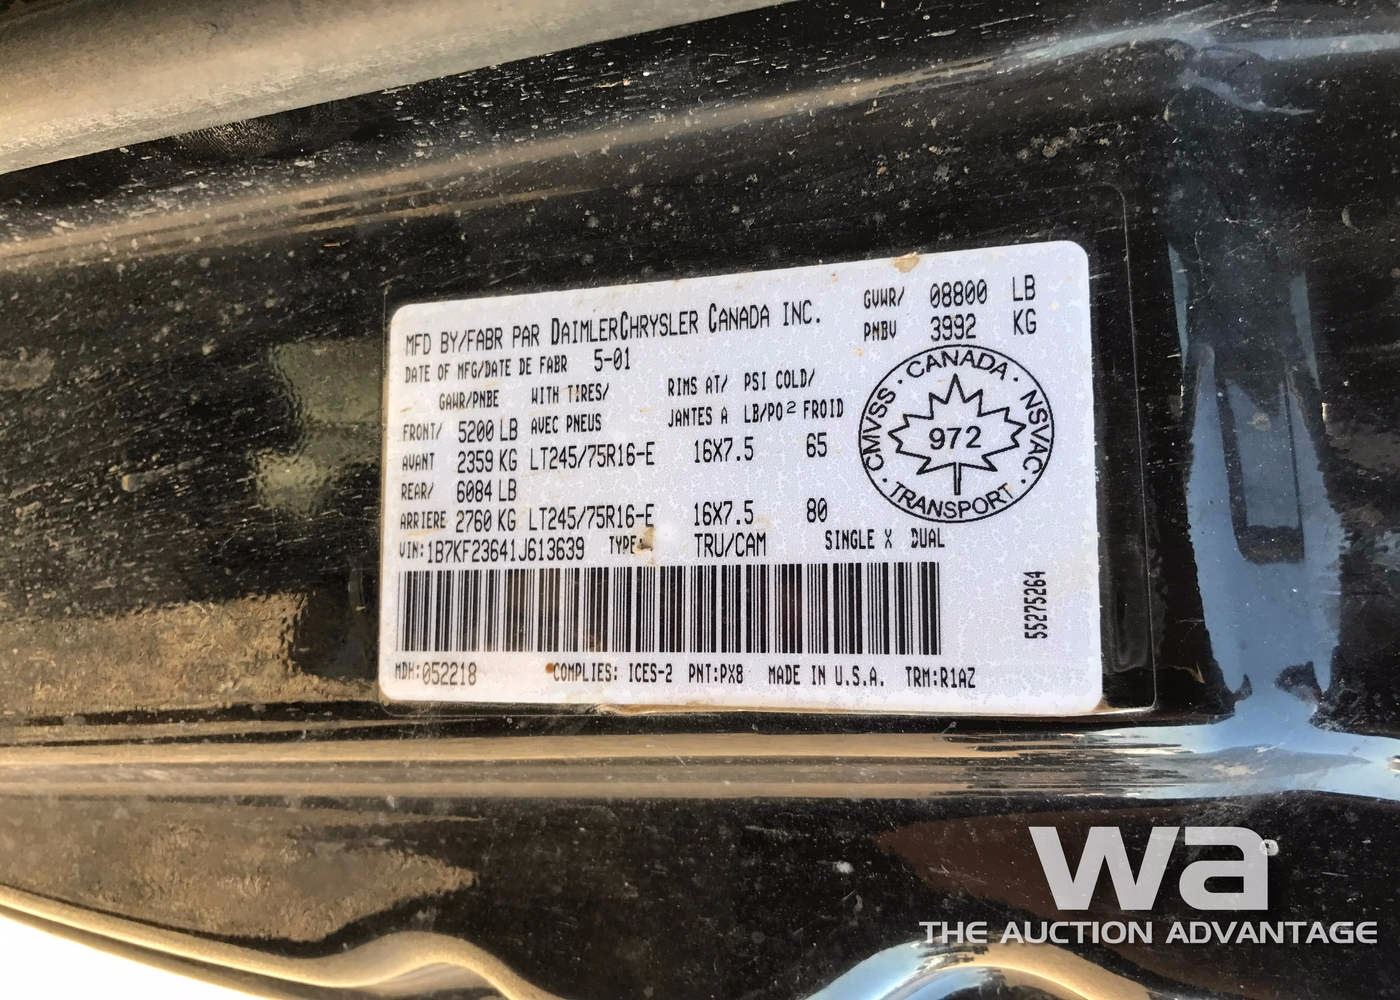 MFD BY/FABR PAR DAIMLERCHRYSLER CANADA INC.
GVWR/ 08800 LB
PNBV 3992 KG
DATE OF MFG/DATE DE FABR 5-01
GAWR/PNBE WITH TIRES/ RIMS AT/ PSI COLD/
AVEC PNEUS JANTES A LB/PO² FROID
FRONT/ 5200 LB
AVANT 2359 KG LT245/75R16-E 16X7.5 65
REAR/ 6084 LB
ARRIERE 2760 KG LT245/75R16-E 16X7.5 80
VIN:1B7KF23641J613639 TYPE: TRU/CAM SINGLE X DUAL
CMVSS · CANADA · NSVAC · TRANSPORT ·
972
55275264
MDH:052218 COMPLIES: ICES-2 PNT:PX8 MADE IN U.S.A. TRM:R1AZ
wa
THE AUCTION ADVANTAGE